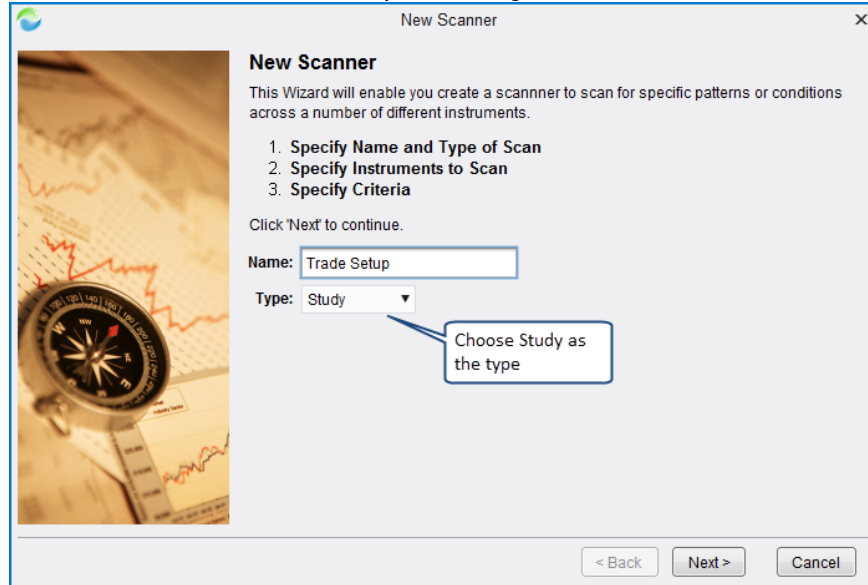 New Scanner
New Scanner
This Wizard will enable you create a scannner to scan for specific patterns or conditions
across a number of different instruments.
1. Specify Name and Type of Scan
2. Specify Instruments to Scan
3. Specify Criteria
Click 'Next' to continue.
Name: Trade Setup
Type: Study
Choose Study as
the type
< Back Next > Cancel